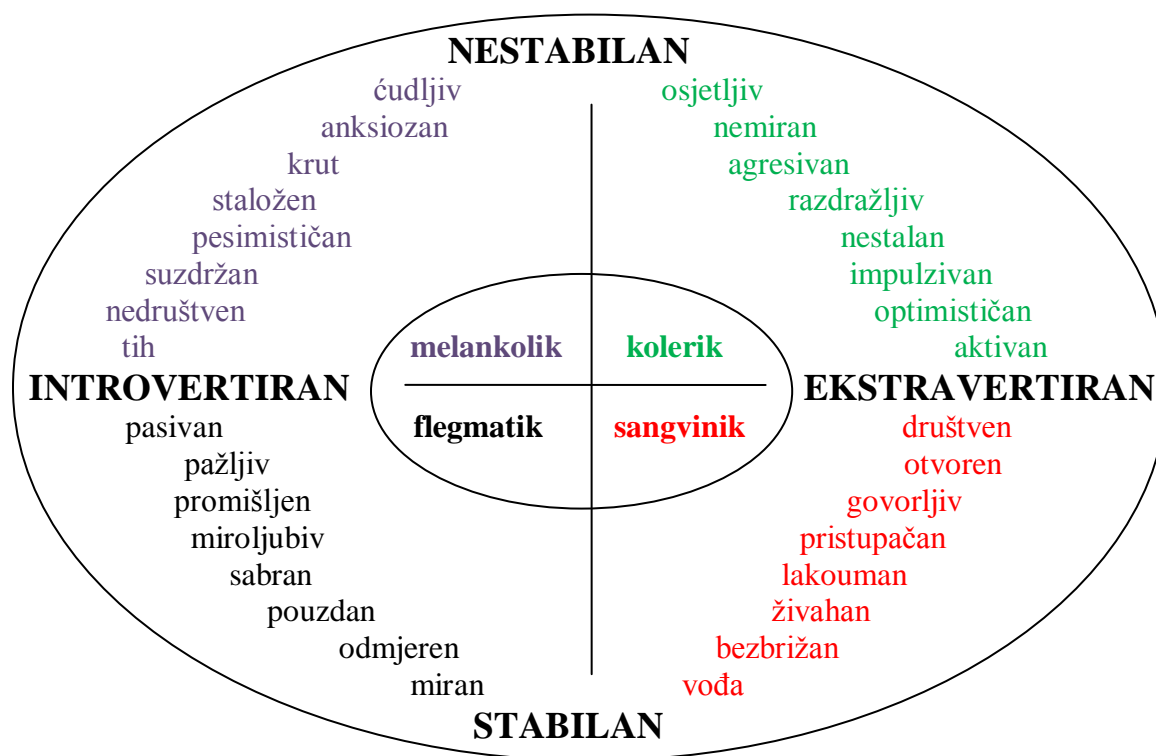 NESTABILAN
ćudljiv
anksiozan
krut
staložen
pesimističan
suzdržan
nedruštven
tih
osjetljiv
nemiran
agresivan
razdražljiv
nestalan
impulzivan
optimističan
aktivan
melankolik
kolerik
INTROVERTIRAN
EKSTRAVERTIRAN
flegmatik
sangvinik
pasivan
pažljiv
promišljen
miroljubiv
sabran
pouzdan
odmjeren
miran
društven
otvoren
govorljiv
pristupačan
lakouman
živahan
bezbrižan
vođa
STABILAN